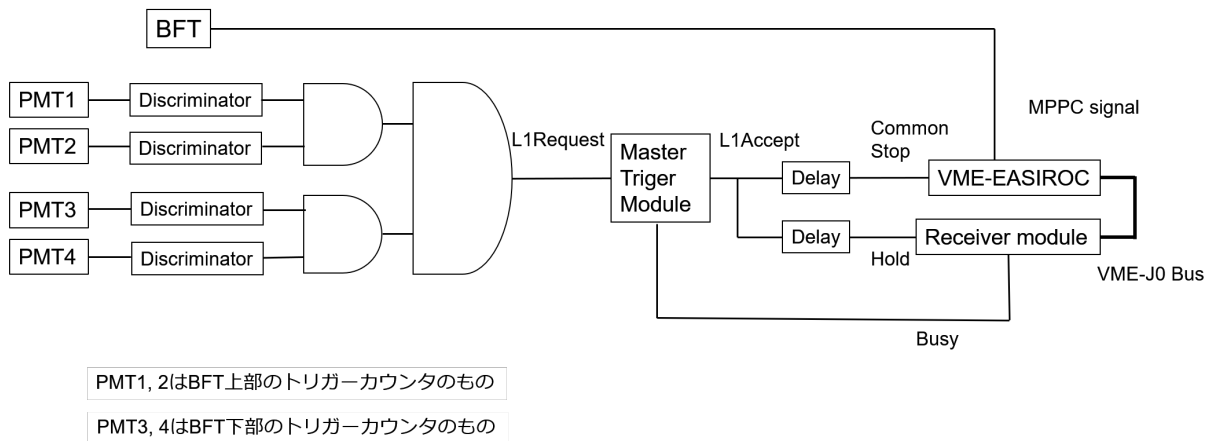 BFT
PMT1
Discriminator
PMT2
Discriminator
PMT3
Discriminator
PMT4
Discriminator
L1Request
Master
Triger
Module
L1Accept
Delay
Delay
Common
Stop
Hold
MPPC signal
VME-EASIROC
Receiver module
VME-J0 Bus
Busy
PMT1, 2はBFT上部のトリガーカウンタのもの
PMT3, 4はBFT下部のトリガーカウンタのもの